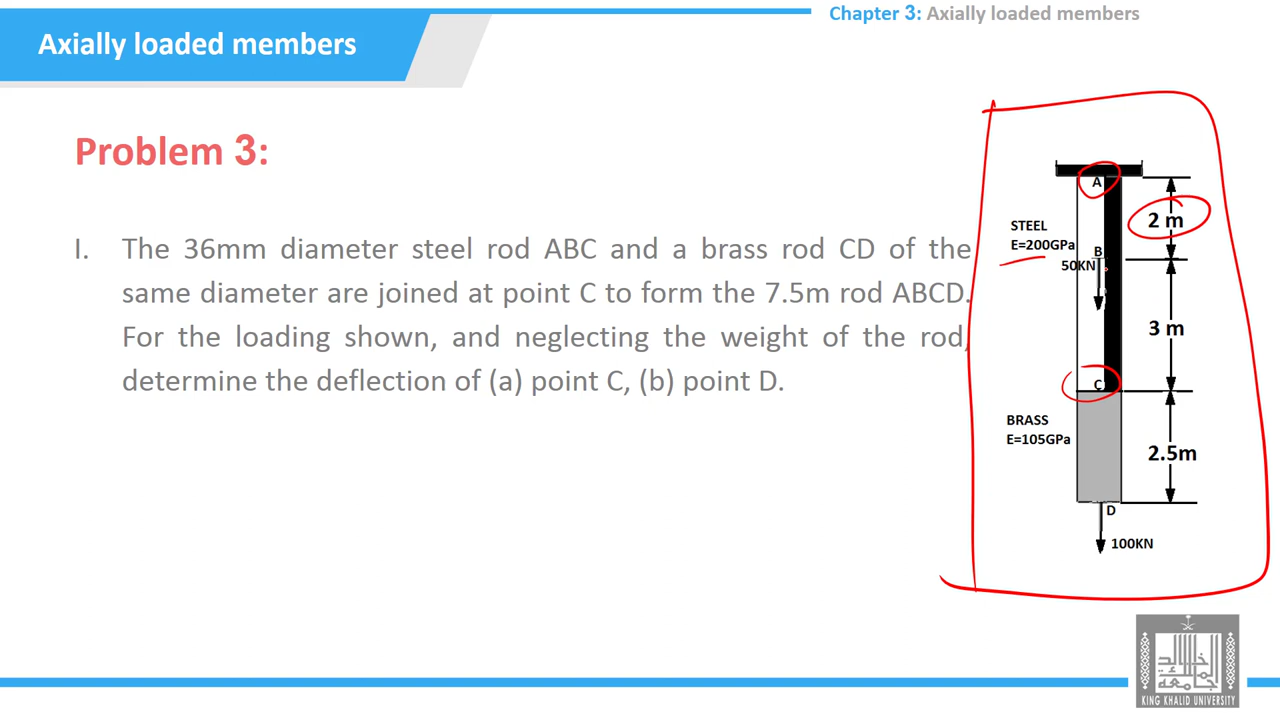 Chapter 3: Axially loaded members
Axially loaded members
Problem 3:
I. The 36mm diameter steel rod ABC and a brass rod CD of the
same diameter are joined at point C to form the 7.5m rod ABCD.
For the loading shown, and neglecting the weight of the rod,
determine the deflection of (a) point C, (b) point D.
A
2 m
STEEL
E=200GPa
B
50KN
3 m
C
BRASS
E=105GPa
2.5m
D
100KN
جامعة الملك خالد
KING KHALID UNIVERSITY